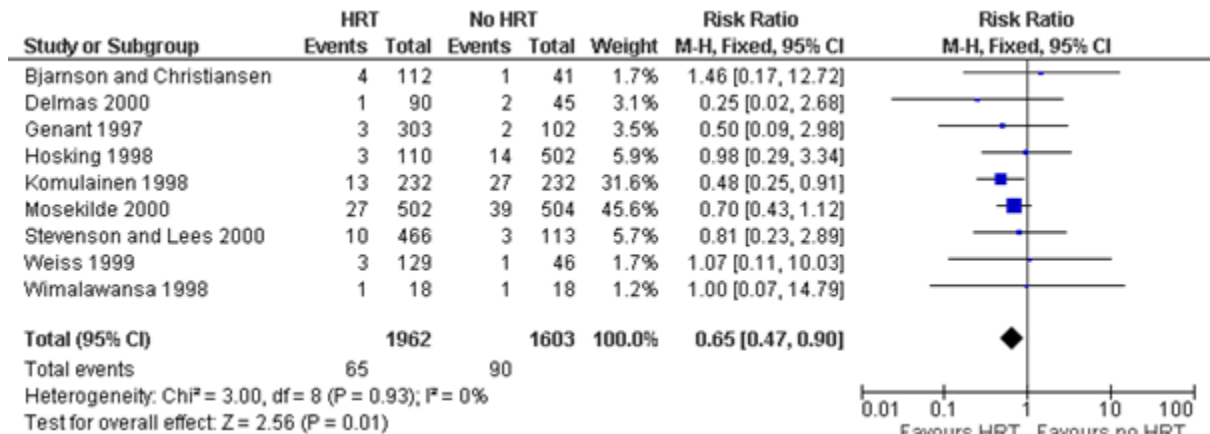 HRT No HRT Risk Ratio Risk Ratio
Study or Subgroup Events Total Events Total Weight M-H, Fixed, 95% CI M-H, Fixed, 95% CI
Bjarnson and Christiansen 4 112 1 41 1.7% 1.46 [0.17, 12.72]
Delmas 2000 1 90 2 45 3.1% 0.25 [0.02, 2.68]
Genant 1997 3 303 2 102 3.5% 0.50 [0.09, 2.98]
Hosking 1998 3 110 14 502 5.9% 0.98 [0.29, 3.34]
Komulainen 1998 13 232 27 232 31.6% 0.48 [0.25, 0.91]
Mosekilde 2000 27 502 39 504 45.6% 0.70 [0.43, 1.12]
Stevenson and Lees 2000 10 466 3 113 5.7% 0.81 [0.23, 2.89]
Weiss 1999 3 129 1 46 1.7% 1.07 [0.11, 10.03]
Wimalawansa 1998 1 18 1 18 1.2% 1.00 [0.07, 14.79]
Total (95% CI) 1962 1603 100.0% 0.65 [0.47, 0.90]
Total events 65 90
Heterogeneity: Chi² = 3.00, df = 8 (P = 0.93); I² = 0%
Test for overall effect: Z = 2.56 (P = 0.01)
0.01 0.1 1 10 100
Favours HRT Favours no HRT